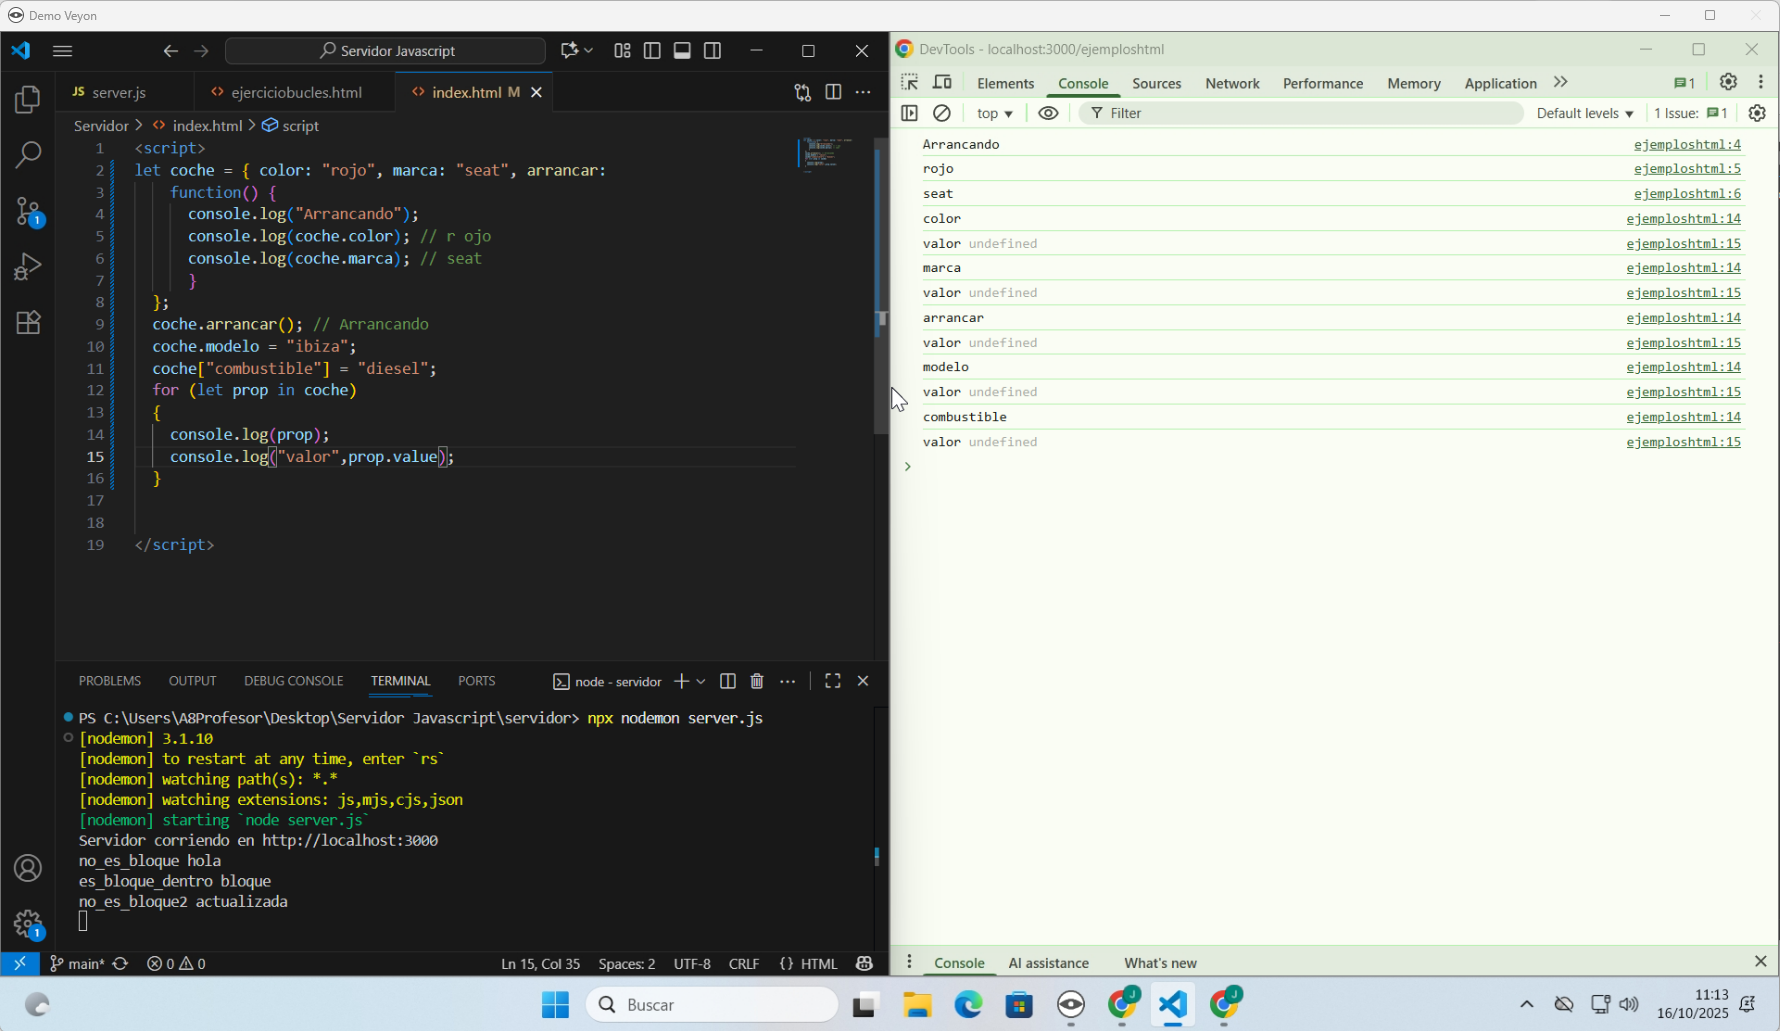 Demo Veyon
Servidor Javascript
server.js
ejerciciobucles.html
index.html M
Servidor > index.html > script
1 <script>
2 let coche = { color: "rojo", marca: "seat", arrancar:
3 function() {
4 console.log("Arrancando");
5 console.log(coche.color); // r ojo
6 console.log(coche.marca); // seat
7 }
8 };
9 coche.arrancar(); // Arrancando
10 coche.modelo = "ibiza";
11 coche["combustible"] = "diesel";
12 for (let prop in coche)
13 {
14 console.log(prop);
15 console.log("valor",prop.value);
16 }
17
18
19 </script>
PROBLEMS OUTPUT DEBUG CONSOLE TERMINAL PORTS node - servidor
PS C:\Users\A8Profesor\Desktop\Servidor Javascript\servidor> npx nodemon server.js
[nodemon] 3.1.10
[nodemon] to restart at any time, enter `rs`
[nodemon] watching path(s): *.*
[nodemon] watching extensions: js,mjs,cjs,json
[nodemon] starting `node server.js`
Servidor corriendo en http://localhost:3000
no_es_bloque hola
es_bloque_dentro bloque
no_es_bloque2 actualizada
main* 0 0 Ln 15, Col 35 Spaces: 2 UTF-8 CRLF {} HTML
DevTools - localhost:3000/ejemploshtml
Elements Console Sources Network Performance Memory Application 1
top Filter Default levels 1 Issue: 1
Arrancando ejemploshtml:4
rojo ejemploshtml:5
seat ejemploshtml:6
color ejemploshtml:14
valor undefined ejemploshtml:15
marca ejemploshtml:14
valor undefined ejemploshtml:15
arrancar ejemploshtml:14
valor undefined ejemploshtml:15
modelo ejemploshtml:14
valor undefined ejemploshtml:15
combustible ejemploshtml:14
valor undefined ejemploshtml:15
Console AI assistance What's new
Buscar
11:13
16/10/2025